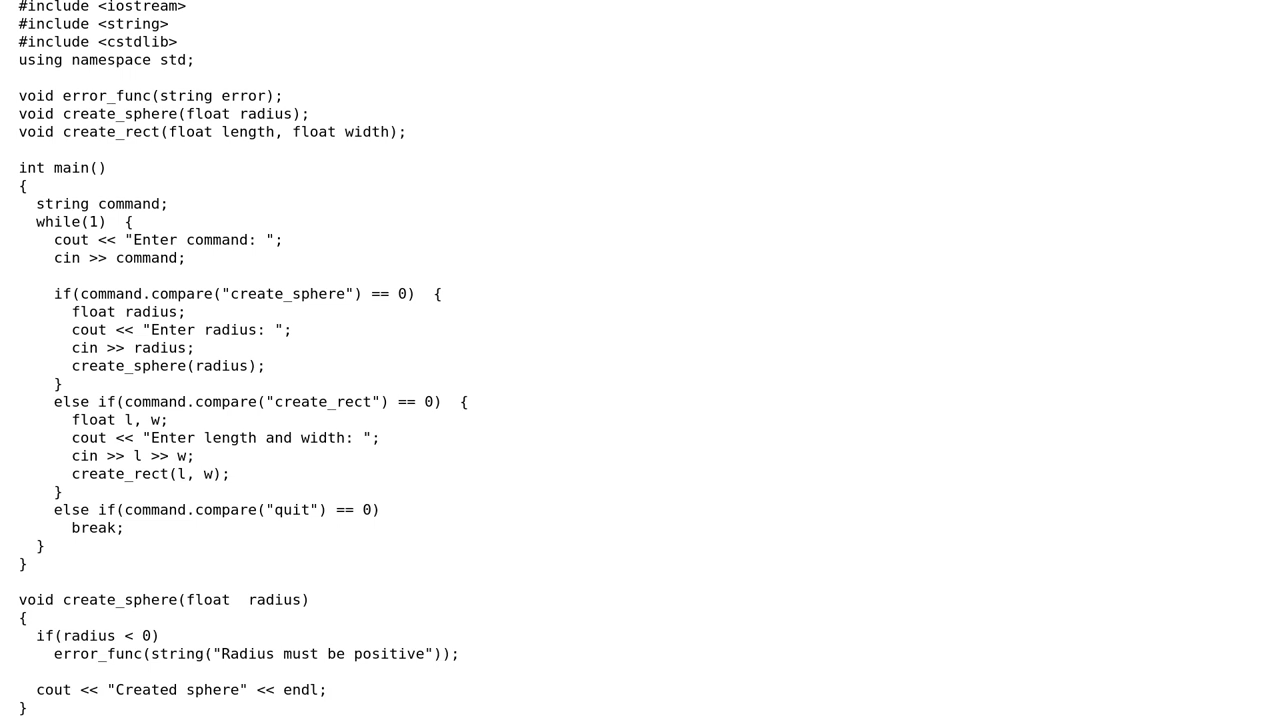 #include <iostream>
#include <string>
#include <cstdlib>
using namespace std;

void error_func(string error);
void create_sphere(float radius);
void create_rect(float length, float width);

int main()
{
  string command;
  while(1)  {
    cout << "Enter command: ";
    cin >> command;

    if(command.compare("create_sphere") == 0)  {
      float radius;
      cout << "Enter radius: ";
      cin >> radius;
      create_sphere(radius);
    }
    else if(command.compare("create_rect") == 0)  {
      float l, w;
      cout << "Enter length and width: ";
      cin >> l >> w;
      create_rect(l, w);
    }
    else if(command.compare("quit") == 0)
      break;
  }
}

void create_sphere(float  radius)
{
  if(radius < 0)
    error_func(string("Radius must be positive"));

  cout << "Created sphere" << endl;
}